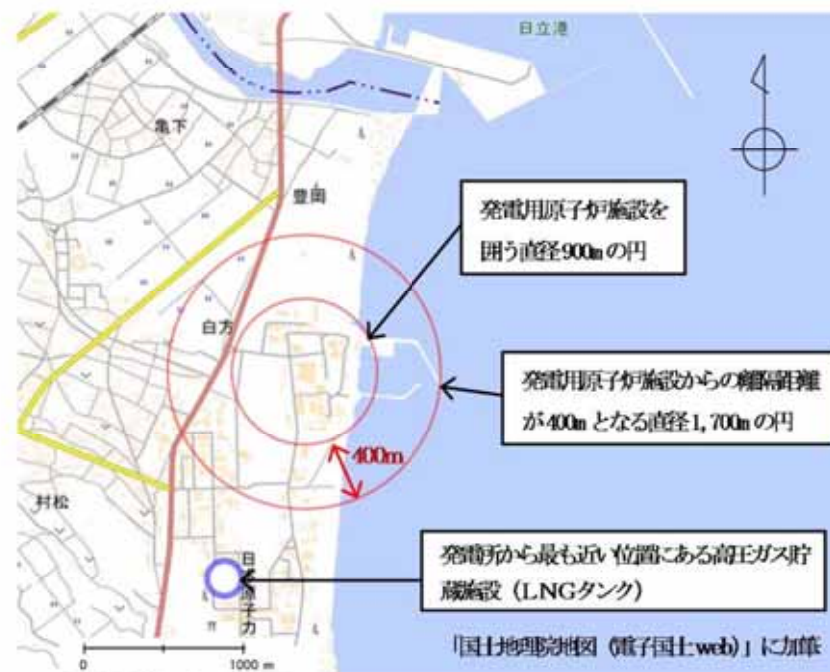 日立港
亀下
豊岡
発電用原子炉施設を
囲う直径900mの円
白方
発電用原子炉施設からの離隔距離
が400mとなる直径1,700mの円
400m
村松
発電所から最も近い位置にある高圧ガス貯
蔵施設（LNGタンク）
「国土地理院地図（電子国土web）」に加筆
0
1000 m